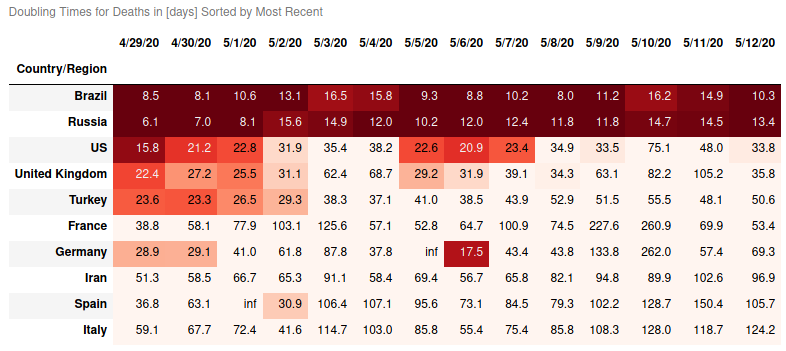 Doubling Times for Deaths in [days] Sorted by Most Recent
4/29/20 4/30/20 5/1/20 5/2/20 5/3/20 5/4/20 5/5/20 5/6/20 5/7/20 5/8/20 5/9/20 5/10/20 5/11/20 5/12/20
Country/Region
Brazil 8.5 8.1 10.6 13.1 16.5 15.8 9.3 8.8 10.2 8.0 11.2 16.2 14.9 10.3
Russia 6.1 7.0 8.1 15.6 14.9 12.0 10.2 12.0 12.4 11.8 11.8 14.7 14.5 13.4
US 15.8 21.2 22.8 31.9 35.4 38.2 22.6 20.9 23.4 34.9 33.5 75.1 48.0 33.8
United Kingdom 22.4 27.2 25.5 31.1 62.4 68.7 29.2 31.9 39.1 34.3 63.1 82.2 105.2 35.8
Turkey 23.6 23.3 26.5 29.3 38.3 37.1 41.0 38.5 43.9 52.9 51.5 55.5 48.1 50.6
France 38.8 58.1 77.9 103.1 125.6 57.1 52.8 64.7 100.9 74.5 227.6 260.9 69.9 53.4
Germany 28.9 29.1 41.0 61.8 87.8 37.8 inf 17.5 43.4 43.8 133.8 262.0 57.4 69.3
Iran 51.3 58.5 66.7 65.3 91.1 58.4 69.4 56.7 65.8 82.1 94.8 89.9 102.6 96.9
Spain 36.8 63.1 inf 30.9 106.4 107.1 95.6 73.1 84.5 79.3 102.2 128.7 150.4 105.7
Italy 59.1 67.7 72.4 41.6 114.7 103.0 85.8 55.4 75.4 85.8 108.3 128.0 118.7 124.2